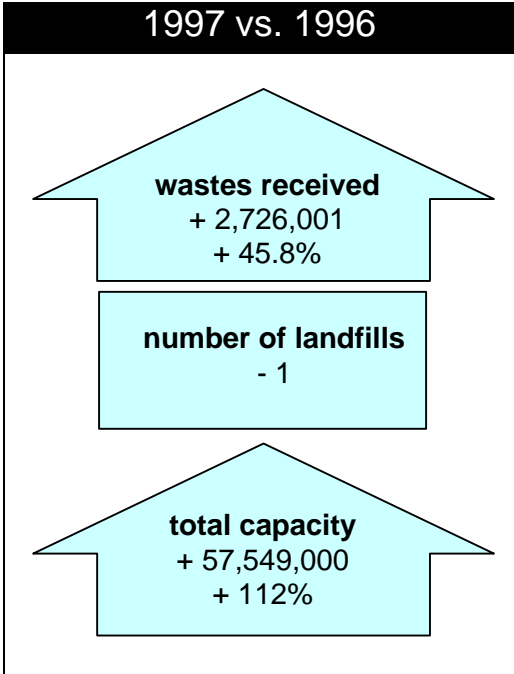 1997 vs. 1996
wastes received
+ 2,726,001
+ 45.8%
number of landfills
- 1
total capacity
+ 57,549,000
+ 112%